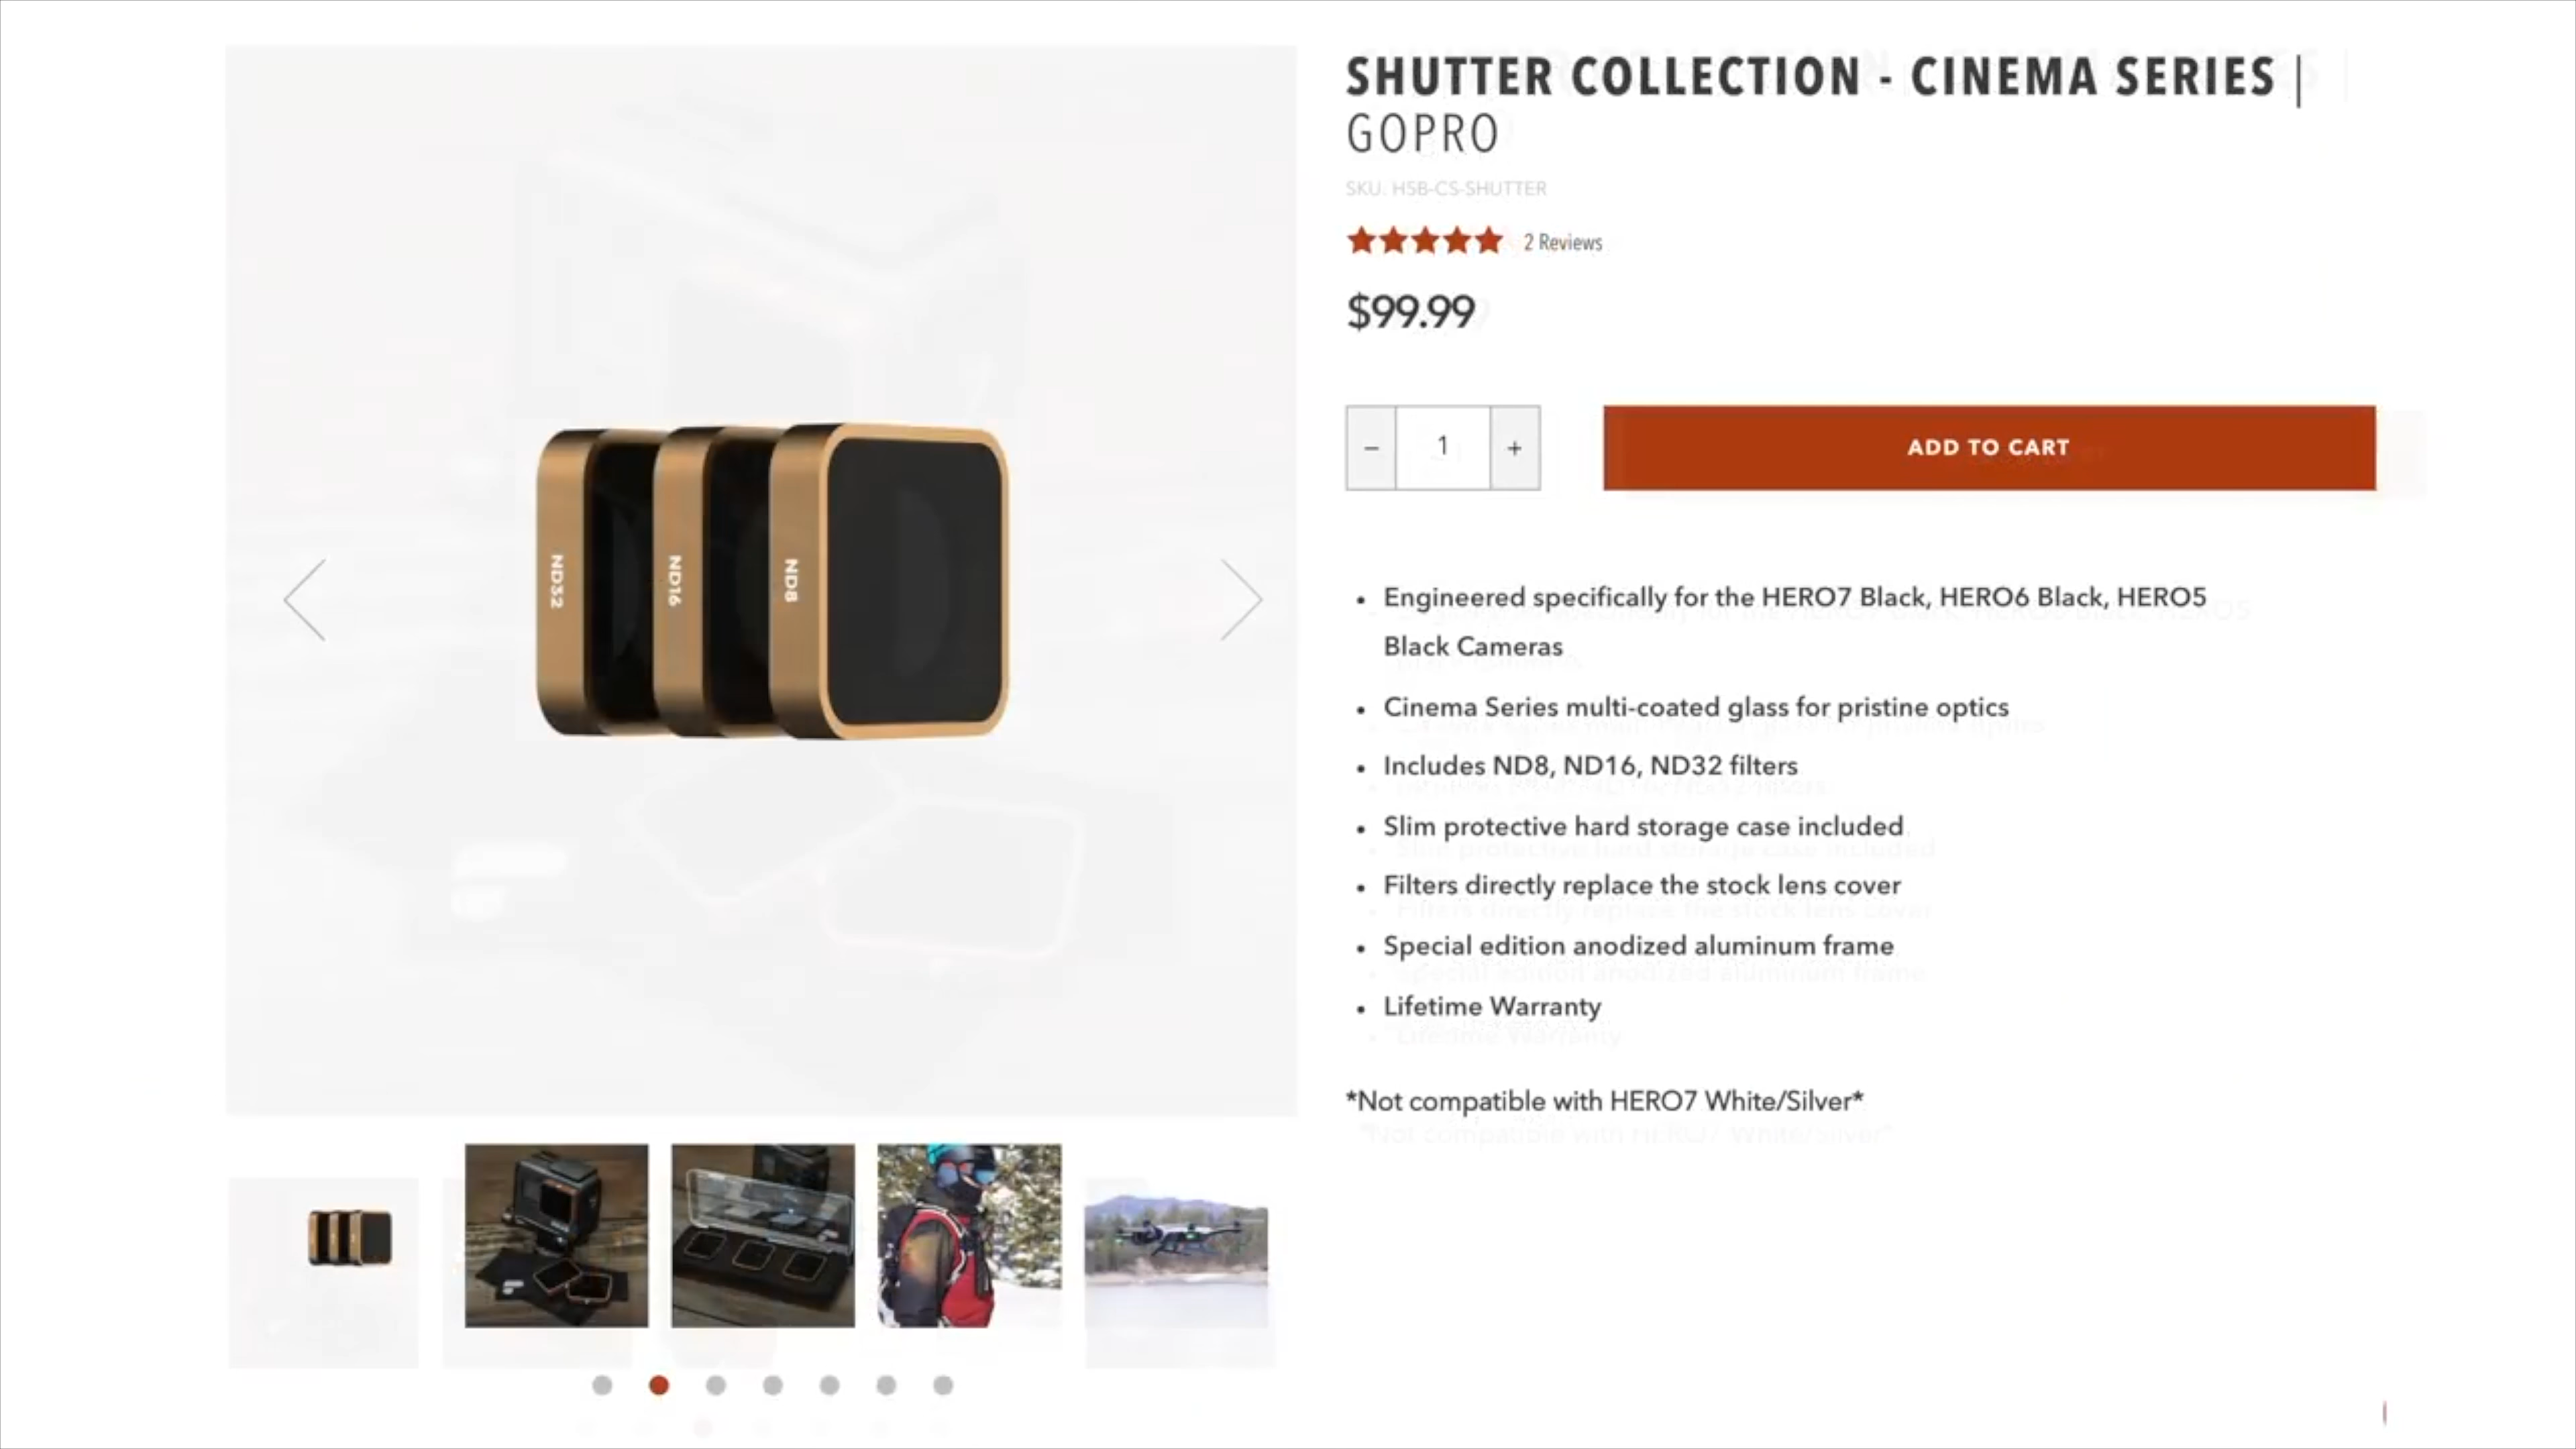 SHUTTER COLLECTION - CINEMA SERIES |
GOPRO
SKU: H5B-CS-SHUTTER
2 Reviews
$99.99
− 1 +
ADD TO CART
• Engineered specifically for the HERO7 Black, HERO6 Black, HERO5
Black Cameras
• Cinema Series multi-coated glass for pristine optics
• Includes ND8, ND16, ND32 filters
• Slim protective hard storage case included
• Filters directly replace the stock lens cover
• Special edition anodized aluminum frame
• Lifetime Warranty
*Not compatible with HERO7 White/Silver*
ND32
ND16
ND8